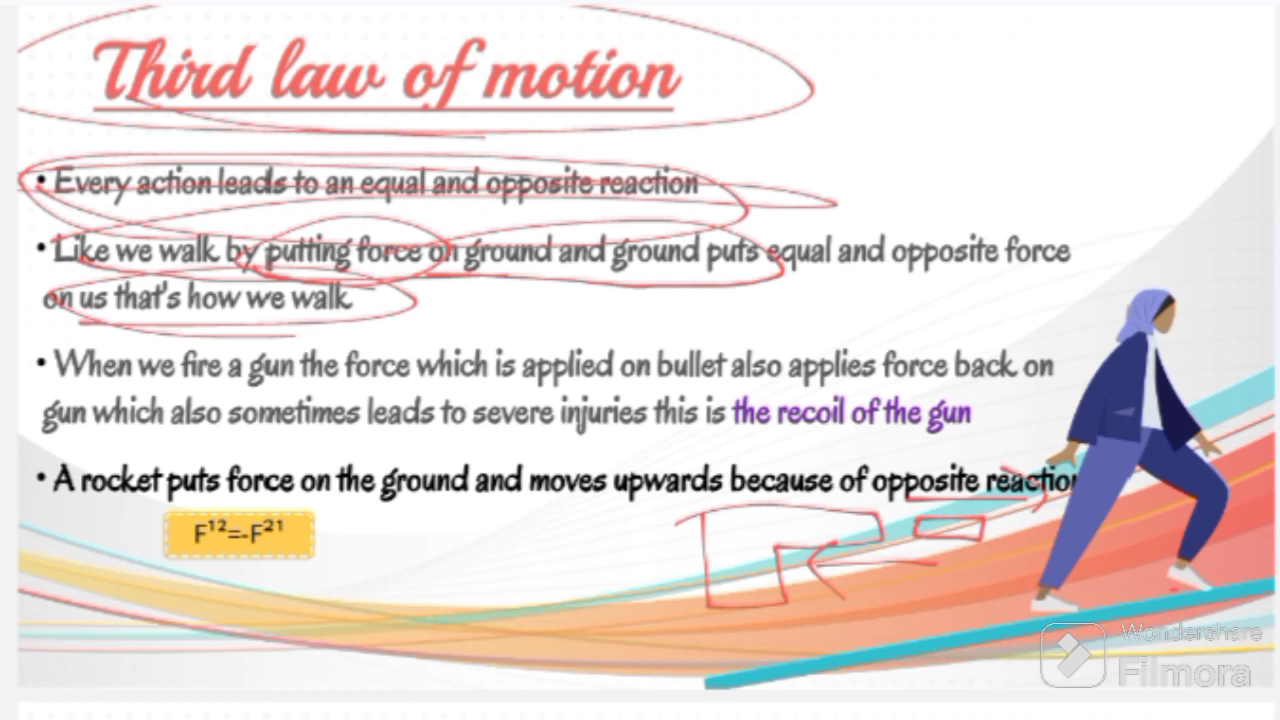 Third law of motion
• Every action leads to an equal and opposite reaction
• Like we walk by putting force on ground and ground puts equal and opposite force
on us that's how we walk
• When we fire a gun the force which is applied on bullet also applies force back on
gun which also sometimes leads to severe injuries this is the recoil of the gun
• A rocket puts force on the ground and moves upwards because of opposite reaction
F¹²=-F²¹
Wondershare
Filmora